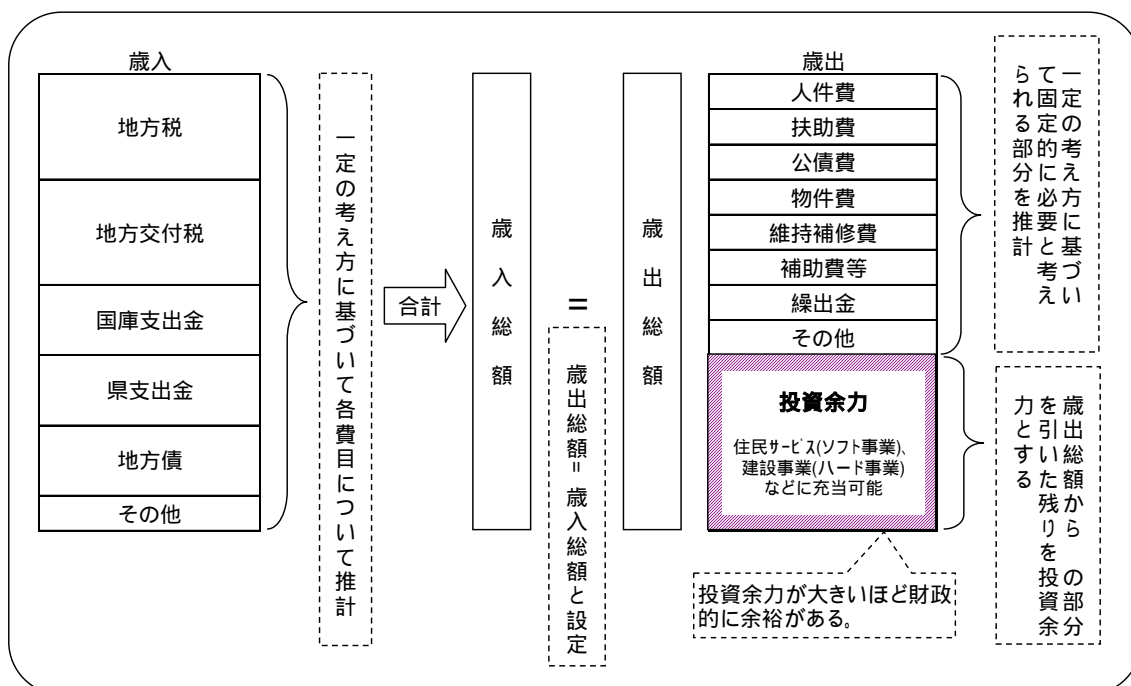 歳入
地方税
地方交付税
国庫支出金
県支出金
地方債
その他
一定の考え方に基づいて各費目について推計
合計
歳入総額
=
歳出総額=歳入総額と設定
歳出総額
歳出
人件費
扶助費
公債費
物件費
維持補修費
補助費等
繰出金
その他
投資余力
住民サービス(ソフト事業)、
建設事業(ハード事業)
などに充当可能
投資余力が大きいほど財政
的に余裕がある。
一定の考え方に基づい
て固定的に必要と考え
られる部分を推計
歳出総額から の部分
を引いた残りを投資余
力とする